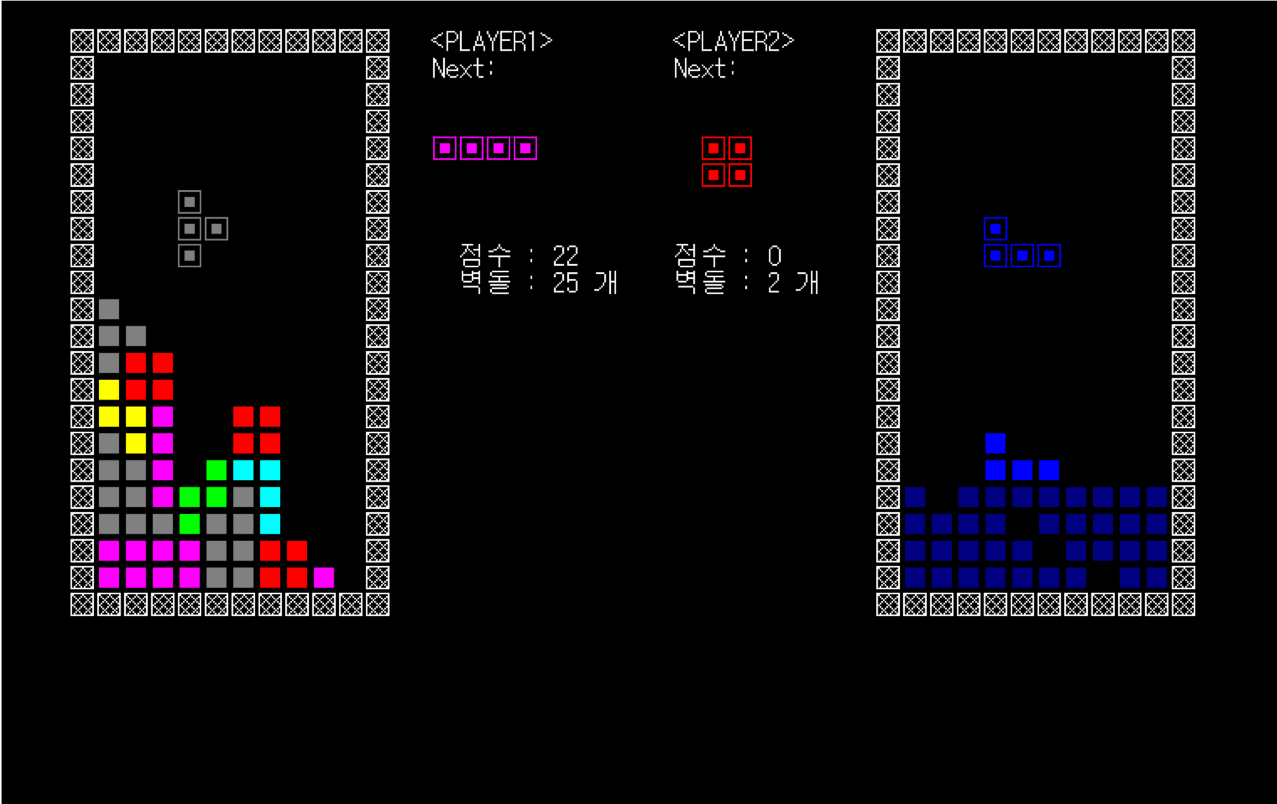 <PLAYER1>
Next:
점수 : 22
벽돌 : 25 개
<PLAYER2>
Next:
점수 : 0
벽돌 : 2 개